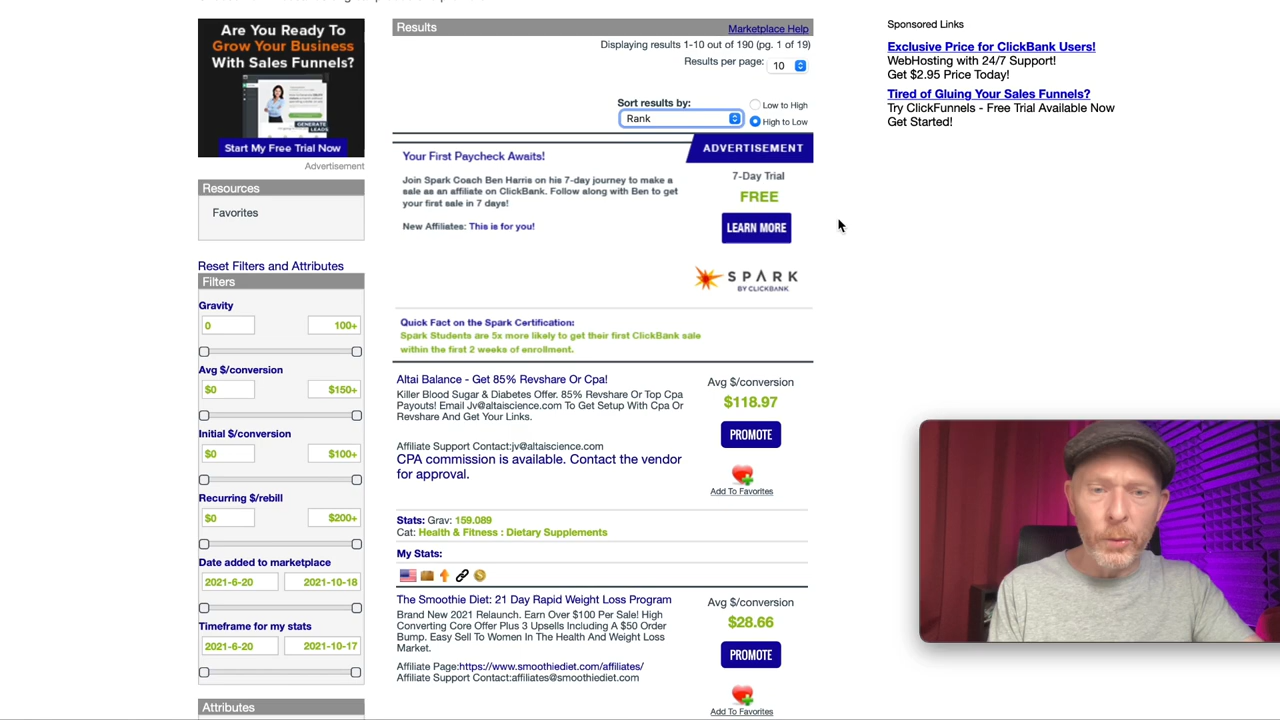 Are You Ready To
Grow Your Business
With Sales Funnels?
GENERATE
LEADS
Start My Free Trial Now
Advertisement
Resources
Favorites
Reset Filters and Attributes
Filters
Gravity
0 100+
Avg $/conversion
$0 $150+
Initial $/conversion
$0 $100+
Recurring $/rebill
$0 $200+
Date added to marketplace
2021-6-20 2021-10-18
Timeframe for my stats
2021-6-20 2021-10-17
Attributes
Results
Marketplace Help
Displaying results 1-10 out of 190 (pg. 1 of 19)
Results per page: 10
Sort results by:
Rank
Low to High
High to Low
ADVERTISEMENT
Your First Paycheck Awaits!
Join Spark Coach Ben Harris on his 7-day journey to make a
sale as an affiliate on ClickBank. Follow along with Ben to get
your first sale in 7 days!
New Affiliates: This is for you!
7-Day Trial
FREE
LEARN MORE
SPARK
BY CLICKBANK
Quick Fact on the Spark Certification:
Spark Students are 5x more likely to get their first ClickBank sale
within the first 2 weeks of enrollment.
Altai Balance - Get 85% Revshare Or Cpa!
Killer Blood Sugar & Diabetes Offer. 85% Revshare Or Top Cpa
Payouts! Email Jv@altaiscience.com To Get Setup With Cpa Or
Revshare And Get Your Links.
Affiliate Support Contact:jv@altaiscience.com
CPA commission is available. Contact the vendor
for approval.
Avg $/conversion
$118.97
PROMOTE
Add To Favorites
Stats: Grav: 159.089
Cat: Health & Fitness : Dietary Supplements
My Stats:
The Smoothie Diet: 21 Day Rapid Weight Loss Program
Brand New 2021 Relaunch. Earn Over $100 Per Sale! High
Converting Core Offer Plus 3 Upsells Including A $50 Order
Bump. Easy Sell To Women In The Health And Weight Loss
Market.
Affiliate Page:https://www.smoothiediet.com/affiliates/
Affiliate Support Contact:affiliates@smoothiediet.com
Avg $/conversion
$28.66
PROMOTE
Add To Favorites
Sponsored Links
Exclusive Price for ClickBank Users!
WebHosting with 24/7 Support!
Get $2.95 Price Today!
Tired of Gluing Your Sales Funnels?
Try ClickFunnels - Free Trial Available Now
Get Started!